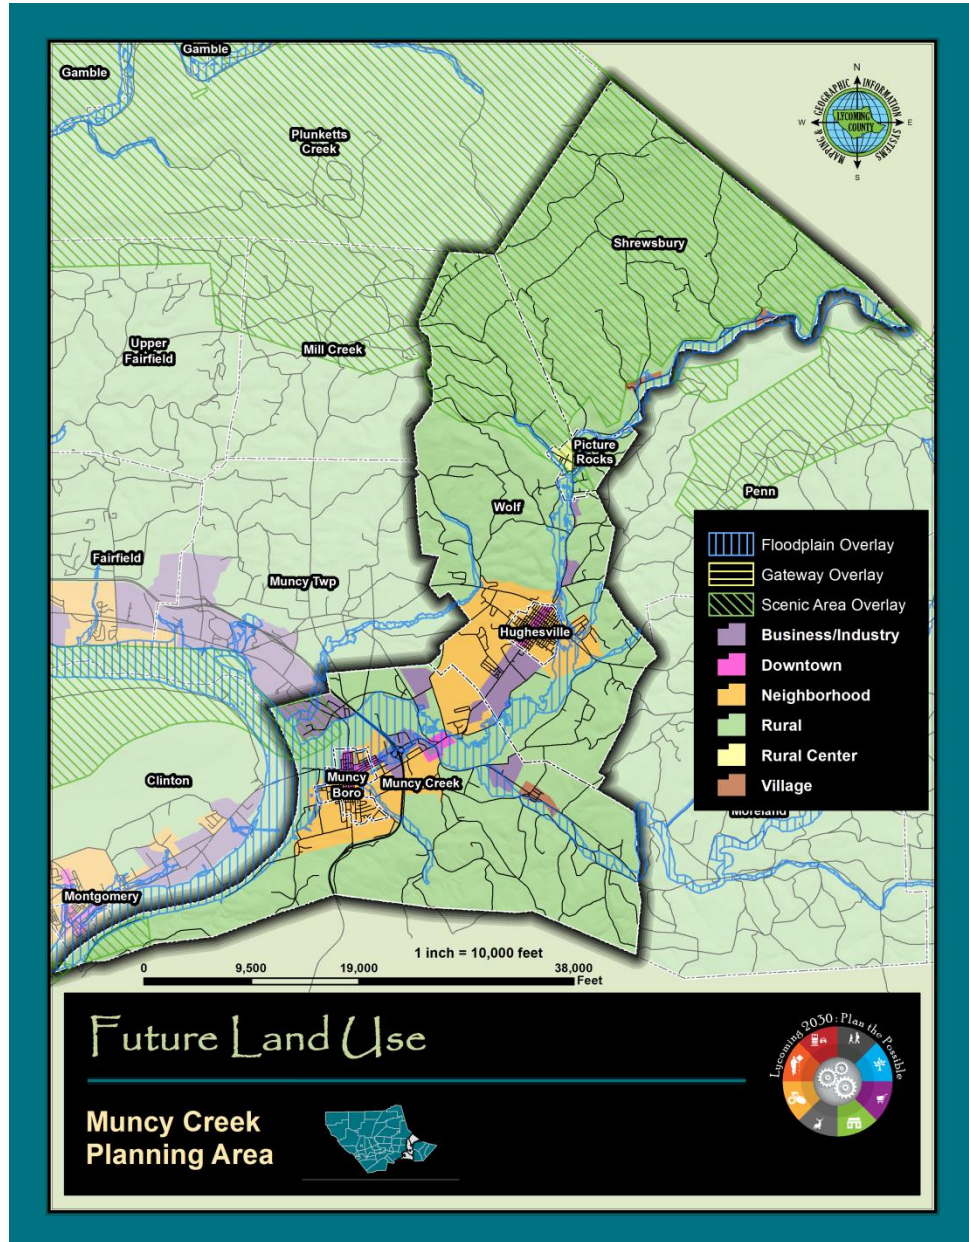 Gamble
Gamble
Plunketts
Creek
N
W
E
S
MAPPING & GEOGRAPHIC INFORMATION SYSTEMS
LYCOMING
COUNTY
Shrewsbury
Upper
Fairfield
Mill Creek
Picture
Rocks
Penn
Wolf
Fairfield
Muncy Twp
Hughesville
Clinton
Muncy
Boro
Muncy Creek
Moreland
Montgomery
Floodplain Overlay
Gateway Overlay
Scenic Area Overlay
Business/Industry
Downtown
Neighborhood
Rural
Rural Center
Village
1 inch = 10,000 feet
0
9,500
19,000
38,000
Feet
Future Land Use
Lycoming 2030: Plan the Possible
Muncy Creek
Planning Area